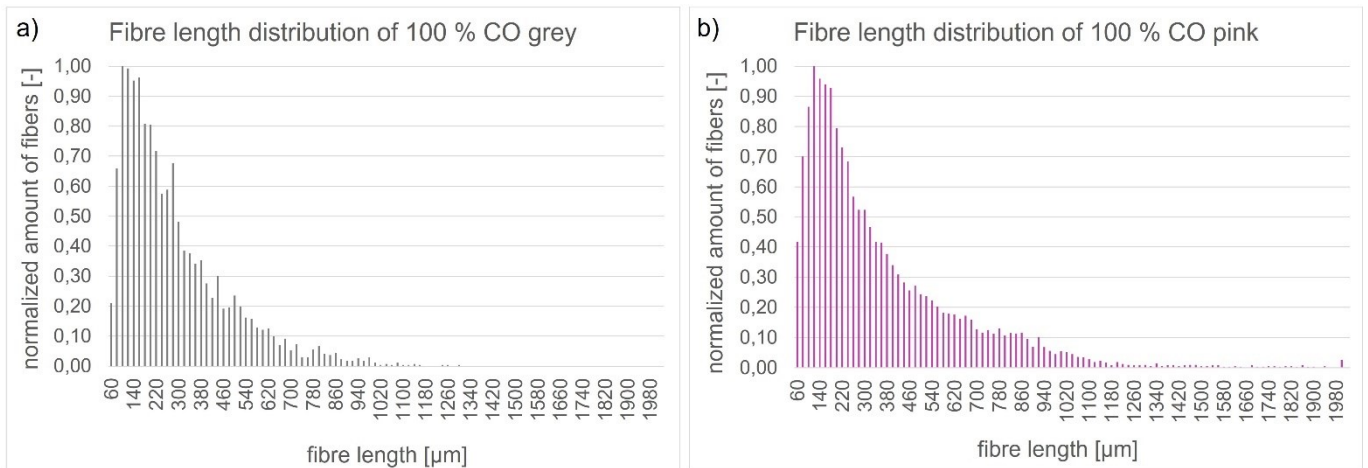 a)
Fibre length distribution of 100 % CO grey
normalized amount of fibers [-]
1,00
0,90
0,80
0,70
0,60
0,50
0,40
0,30
0,20
0,10
0,00
60 140 220 300 380 460 540 620 700 780 860 940 1020 1100 1180 1260 1340 1420 1500 1580 1660 1740 1820 1900 1980
fibre length [µm]
b)
Fibre length distribution of 100 % CO pink
normalized amount of fibers [-]
1,00
0,90
0,80
0,70
0,60
0,50
0,40
0,30
0,20
0,10
0,00
60 140 220 300 380 460 540 620 700 780 860 940 1020 1100 1180 1260 1340 1420 1500 1580 1660 1740 1820 1900 1980
fibre length [µm]